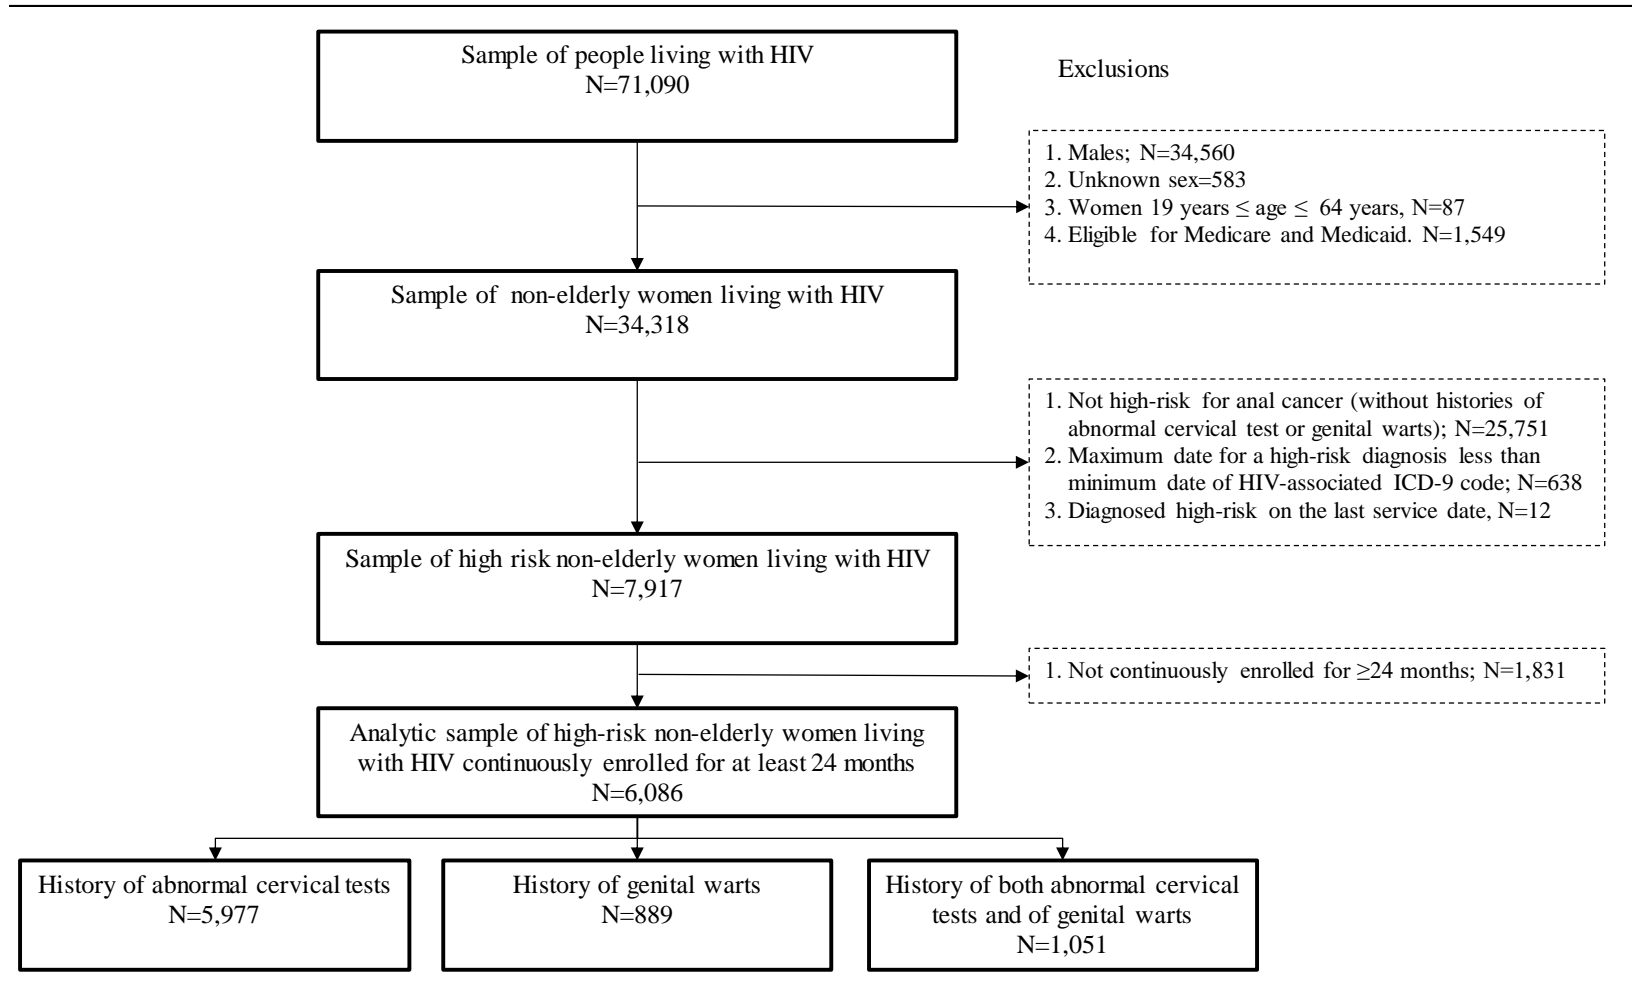 Sample of people living with HIV
N=71,090
Exclusions
1. Males; N=34,560
2. Unknown sex=583
3. Women 19 years ≤ age ≤ 64 years, N=87
4. Eligible for Medicare and Medicaid. N=1,549
Sample of non-elderly women living with HIV
N=34,318
1. Not high-risk for anal cancer (without histories of
abnormal cervical test or genital warts); N=25,751
2. Maximum date for a high-risk diagnosis less than
minimum date of HIV-associated ICD-9 code; N=638
3. Diagnosed high-risk on the last service date, N=12
Sample of high risk non-elderly women living with HIV
N=7,917
1. Not continuously enrolled for ≥24 months; N=1,831
Analytic sample of high-risk non-elderly women living
with HIV continuously enrolled for at least 24 months
N=6,086
History of abnormal cervical tests
N=5,977
History of genital warts
N=889
History of both abnormal cervical
tests and of genital warts
N=1,051